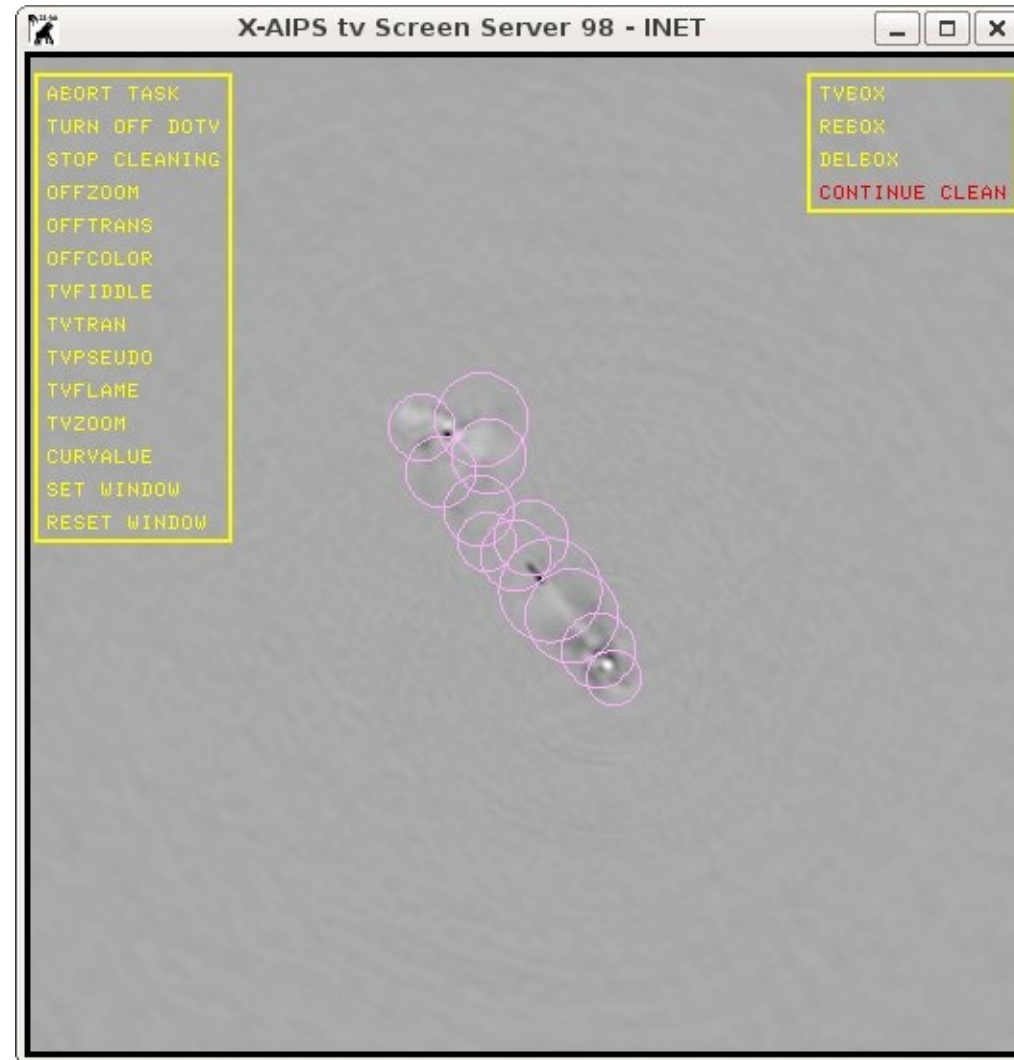 X-AIPS tv Screen Server 98 - INET
ABORT TASK
TURN OFF DOTV
STOP CLEANING
OFFZOOM
OFFTRANS
OFFCOLOR
TVFIDDLE
TVTRAN
TVPSEUDO
TVFLAME
TVZOOM
CURVALUE
SET WINDOW
RESET WINDOW
TVBOX
REBOX
DELBOX
CONTINUE CLEAN